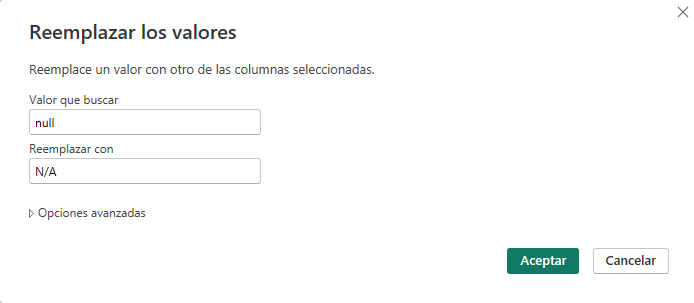 Reemplazar los valores
Reemplace un valor con otro de las columnas seleccionadas.
Valor que buscar
null
Reemplazar con
N/A
Opciones avanzadas
Aceptar
Cancelar